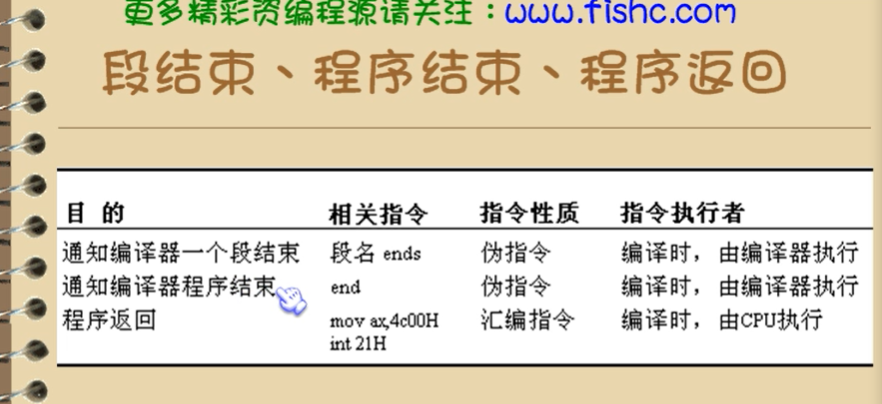 更多精彩资编程源请关注：www.fishc.com
段结束、程序结束、程序返回
目 的 相关指令 指令性质 指令执行者
通知编译器一个段结束 段名 ends 伪指令 编译时，由编译器执行
通知编译器程序结束 end 伪指令 编译时，由编译器执行
程序返回 mov ax,4c00H 汇编指令 编译时，由CPU执行
int 21H